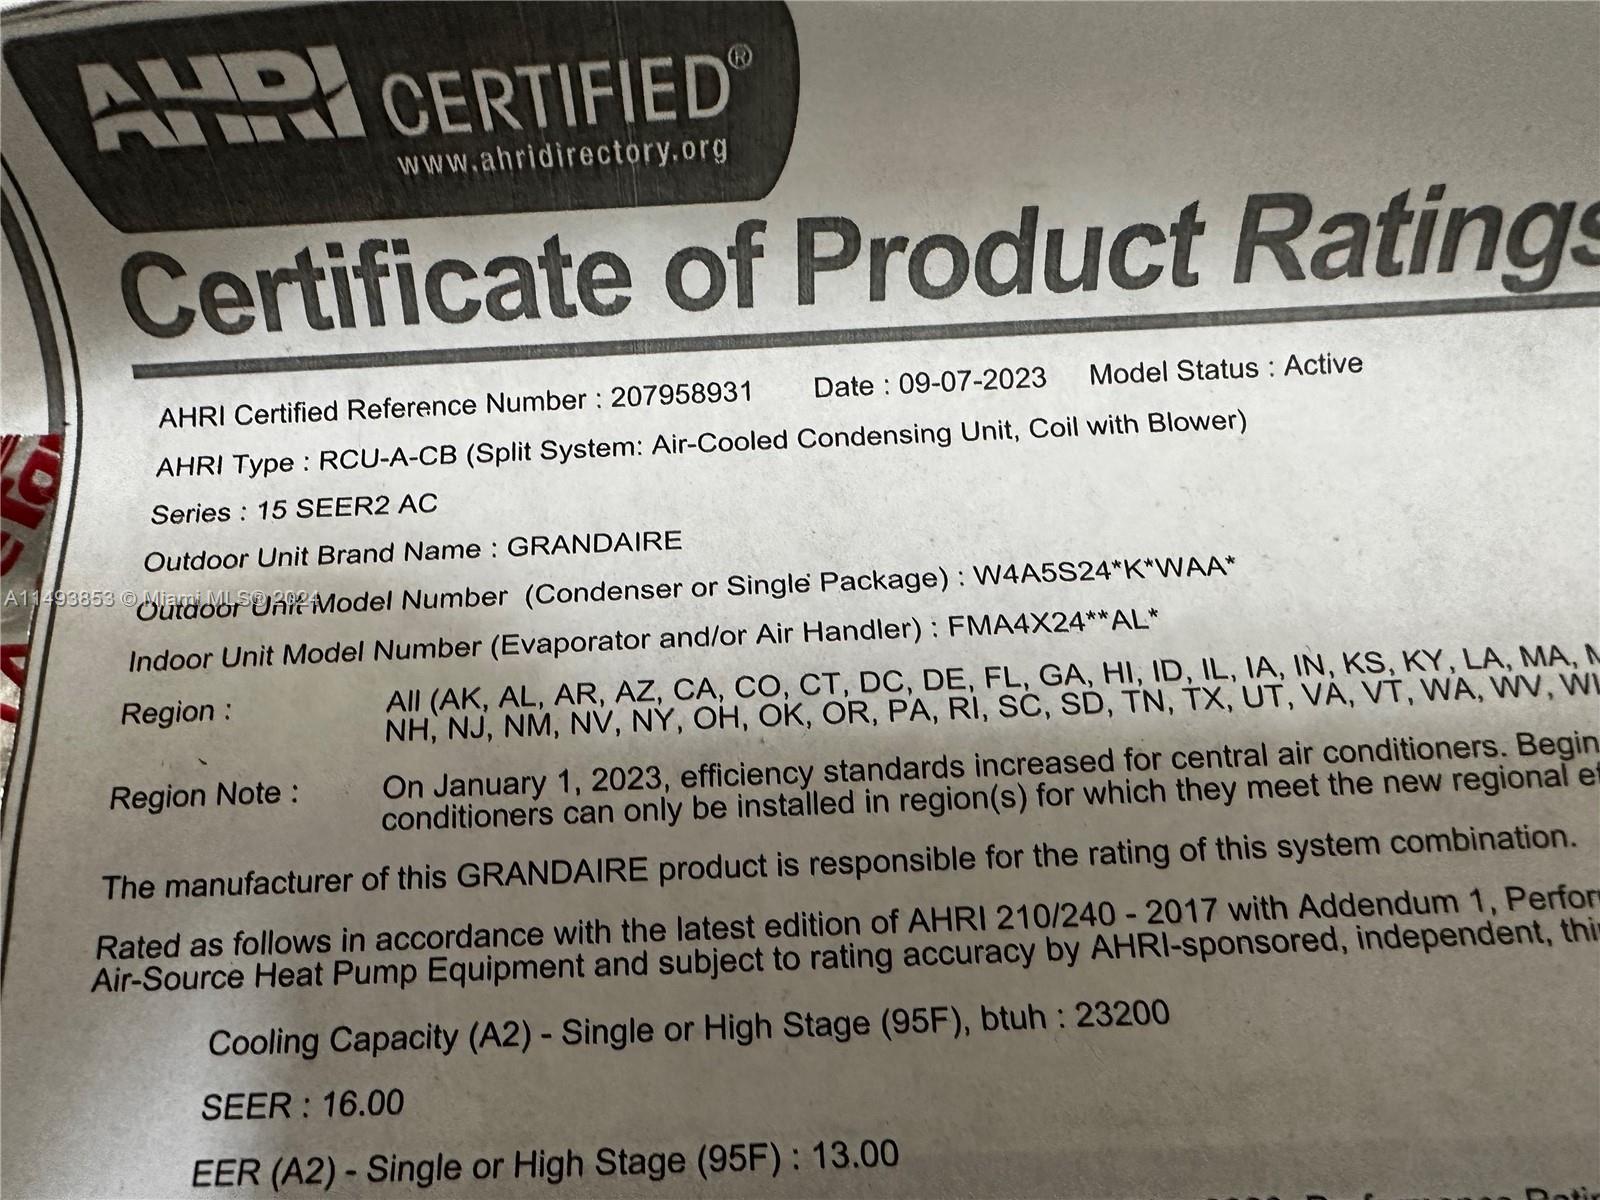 AHRI CERTIFIED®
www.ahridirectory.org
Certificate of Product Ratings
AHRI Certified Reference Number : 207958931 Date : 09-07-2023 Model Status : Active
AHRI Type : RCU-A-CB (Split System: Air-Cooled Condensing Unit, Coil with Blower)
Series : 15 SEER2 AC
Outdoor Unit Brand Name : GRANDAIRE
Outdoor Unit Model Number (Condenser or Single Package) : W4A5S24*K*WAA*
A11493853 © Miami MLS® 2024
Indoor Unit Model Number (Evaporator and/or Air Handler) : FMA4X24**AL*
Region : All (AK, AL, AR, AZ, CA, CO, CT, DC, DE, FL, GA, HI, ID, IL, IA, IN, KS, KY, LA, MA,
NH, NJ, NM, NV, NY, OH, OK, OR, PA, RI, SC, SD, TN, TX, UT, VA, VT, WA, WV, WI
Region Note : On January 1, 2023, efficiency standards increased for central air conditioners. Begin
conditioners can only be installed in region(s) for which they meet the new regional
The manufacturer of this GRANDAIRE product is responsible for the rating of this system combination.
Rated as follows in accordance with the latest edition of AHRI 210/240 - 2017 with Addendum 1, Perfor
Air-Source Heat Pump Equipment and subject to rating accuracy by AHRI-sponsored, independent, thi
Cooling Capacity (A2) - Single or High Stage (95F), btuh : 23200
SEER : 16.00
EER (A2) - Single or High Stage (95F) : 13.00